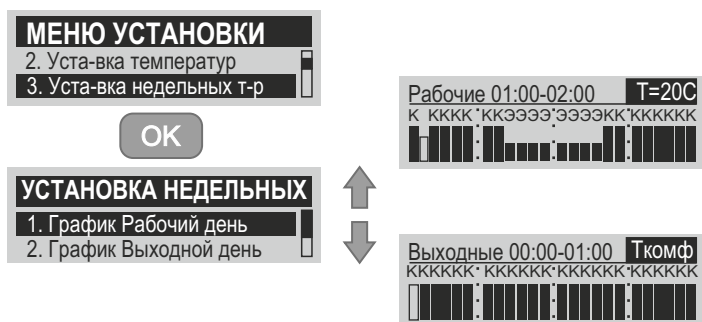 МЕНЮ УСТАНОВКИ
2. Уста-вка температур
3. Уста-вка недельных т-р
OK
УСТАНОВКА НЕДЕЛЬНЫХ
1. График Рабочий день
2. График Выходной день
Рабочие 01:00-02:00 T=20C
К КККК ККЭЭЭЭ ЭЭЭЭКК КККККК
Выходные 00:00-01:00 Ткомф
КККККК КККККК КККККК КККККК